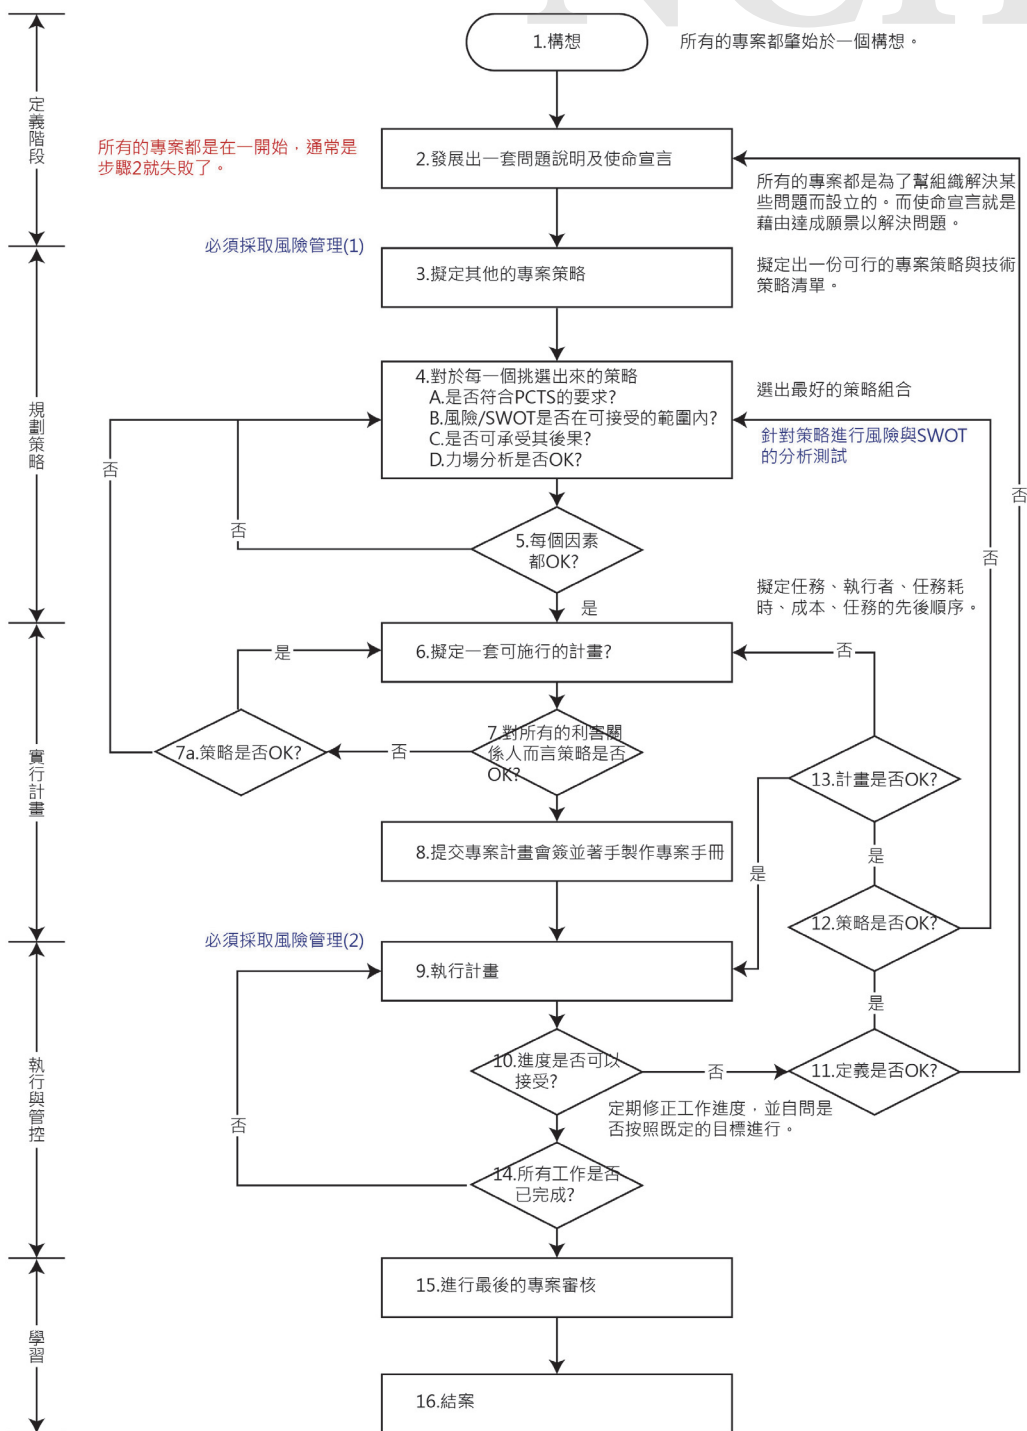 1.構想
所有的專案都肇始於一個構想。
定義階段
所有的專案都是在一開始，通常是
步驟2就失敗了。
2.發展出一套問題說明及使命宣言
所有的專案都是為了幫組織解決某
些問題而設立的。而使命宣言就是
藉由達成願景以解決問題。
必須採取風險管理(1)
3.擬定其他的專案策略
擬定出一份可行的專案策略與技術
策略清單。
規劃策略
4.對於每一個挑選出來的策略
A.是否符合PCTS的要求?
B.風險/SWOT是否在可接受的範圍內?
C.是否可承受其後果?
D.力場分析是否OK?
選出最好的策略組合
針對策略進行風險與SWOT
的分析測試
否
否
否
否
5.每個因素
都OK?
是
擬定任務、執行者、任務耗
時、成本、任務的先後順序。
6.擬定一套可施行的計畫?
是
否
實行計畫
7a.策略是否OK?
否
7.對所有的利害關
係人而言策略是否
OK?
13.計畫是否OK?
8.提交專案計畫會簽並著手製作專案手冊
是
是
12.策略是否OK?
必須採取風險管理(2)
9.執行計畫
是
執行與管控
10.進度是否可以
接受?
否
11.定義是否OK?
定期修正工作進度，並自問是
否按照既定的目標進行。
否
14.所有工作是否
已完成?
15.進行最後的專案審核
學習
16.結案